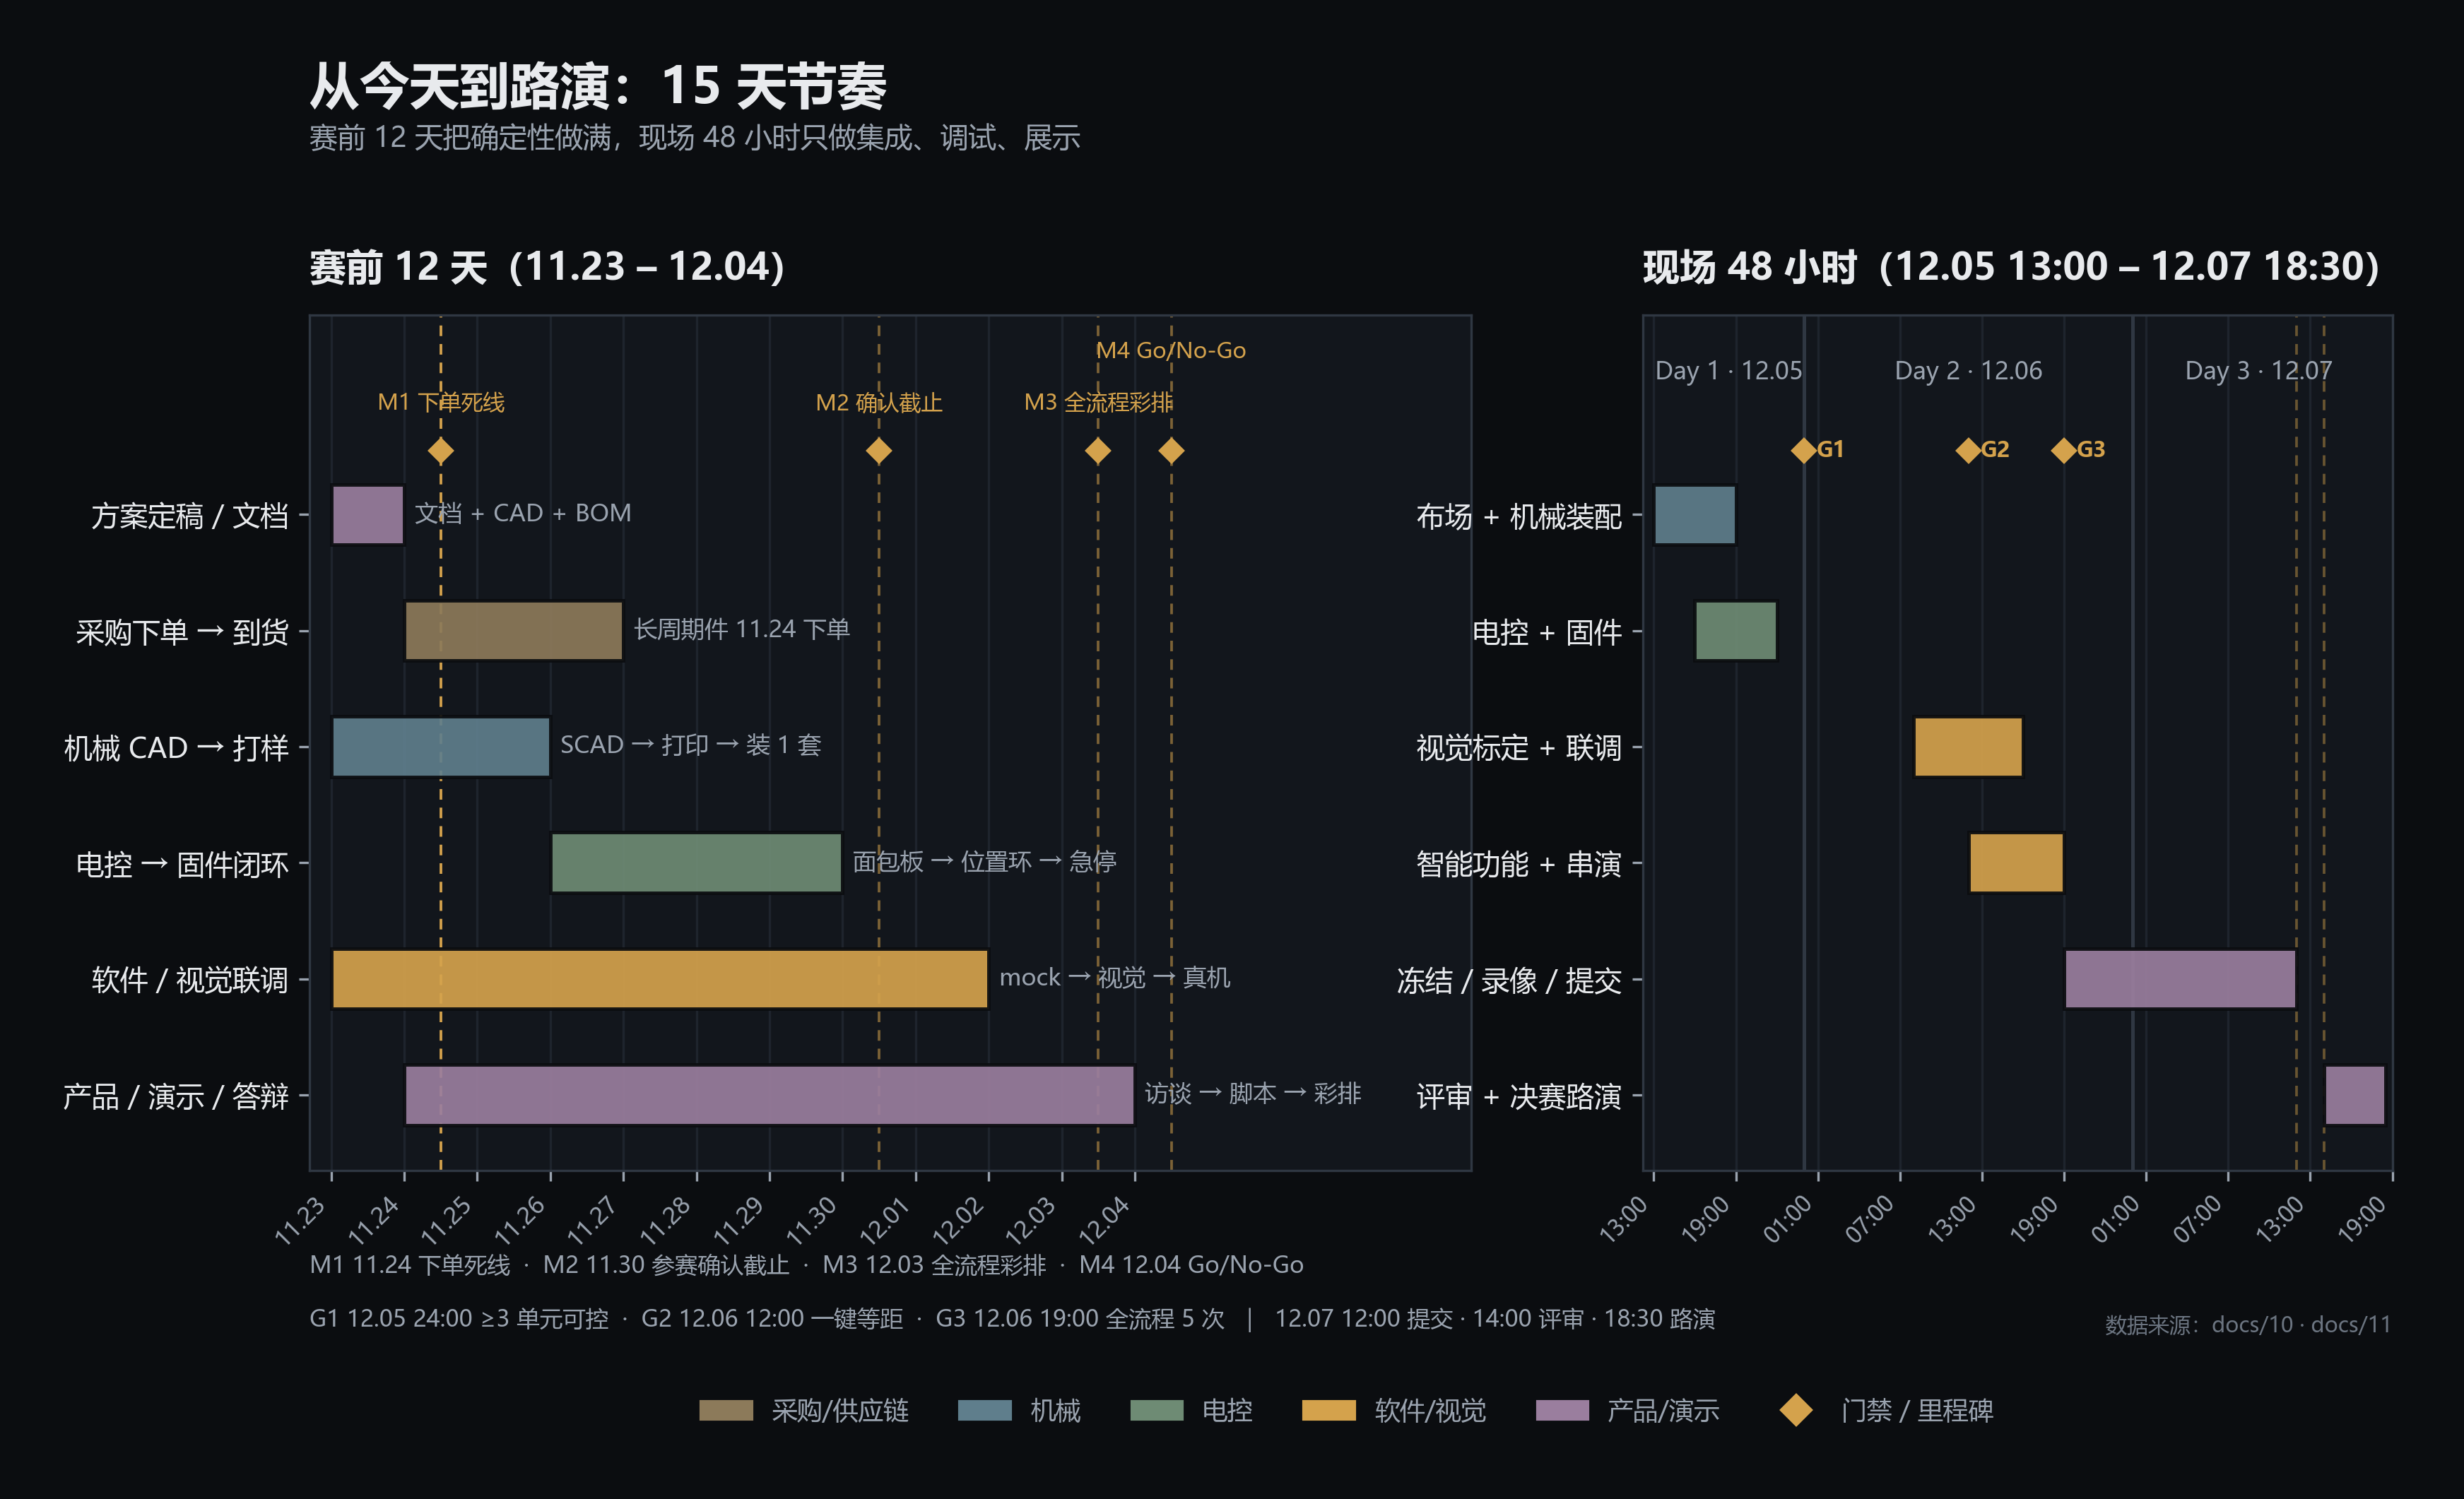 从今天到路演：15 天节奏
赛前 12 天把确定性做满，现场 48 小时只做集成、调试、展示
赛前 12 天（11.23 – 12.04）
M4 Go/No-Go
M1 下单死线
M2 确认截止
M3 全流程彩排
方案定稿 / 文档
文档 + CAD + BOM
采购下单 → 到货
长周期件 11.24 下单
机械 CAD → 打样
SCAD → 打印 → 装 1 套
电控 → 固件闭环
面包板 → 位置环 → 急停
软件 / 视觉联调
mock → 视觉 → 真机
产品 / 演示 / 答辩
访谈 → 脚本 → 彩排
11.23
11.24
11.25
11.26
11.27
11.28
11.29
11.30
12.01
12.02
12.03
12.04
现场 48 小时（12.05 13:00 – 12.07 18:30）
Day 1 · 12.05
Day 2 · 12.06
Day 3 · 12.07
G1
G2
G3
布场 + 机械装配
电控 + 固件
视觉标定 + 联调
智能功能 + 串演
冻结 / 录像 / 提交
评审 + 决赛路演
13:00
19:00
01:00
07:00
13:00
19:00
01:00
07:00
13:00
19:00
M1 11.24 下单死线 · M2 11.30 参赛确认截止 · M3 12.03 全流程彩排 · M4 12.04 Go/No-Go
G1 12.05 24:00 ≥3 单元可控 · G2 12.06 12:00 一键等距 · G3 12.06 19:00 全流程 5 次 | 12.07 12:00 提交 · 14:00 评审 · 18:30 路演
数据来源：docs/10 · docs/11
采购/供应链
机械
电控
软件/视觉
产品/演示
门禁 / 里程碑